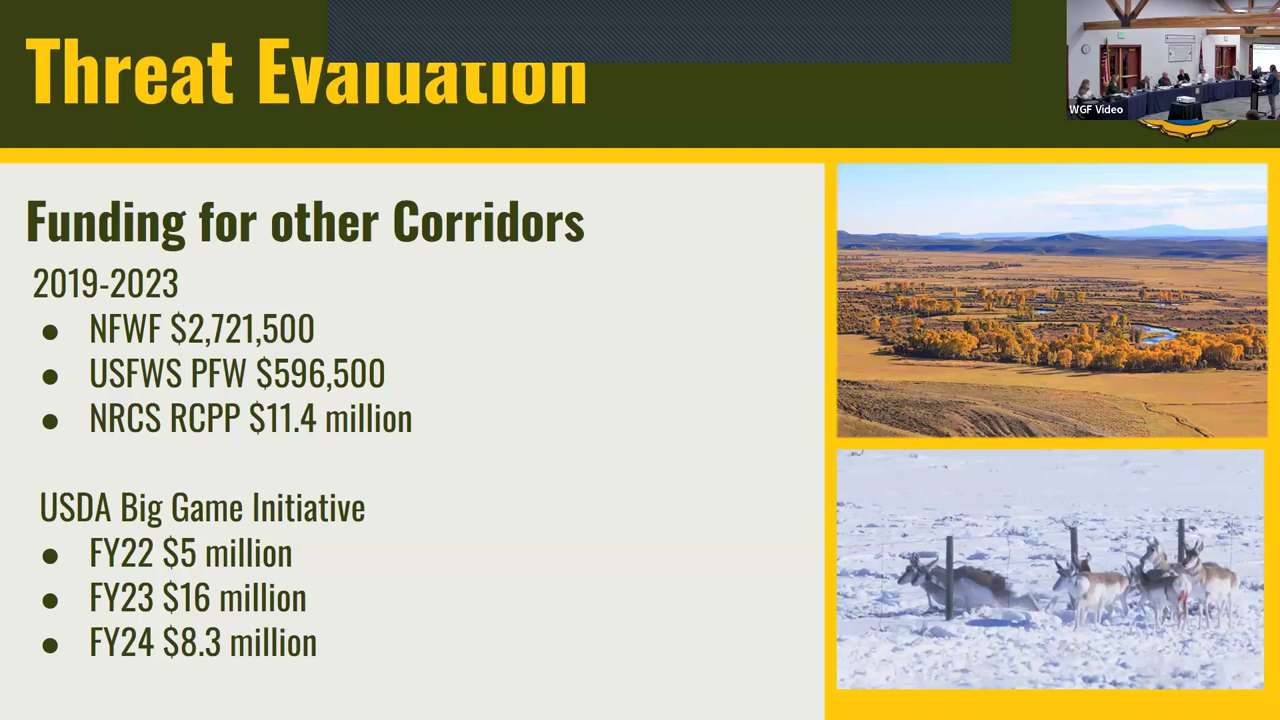 Threat Evaluation
WGF Video
Funding for other Corridors
2019-2023
● NFWF $2,721,500
● USFWS PFW $596,500
● NRCS RCPP $11.4 million
USDA Big Game Initiative
● FY22 $5 million
● FY23 $16 million
● FY24 $8.3 million